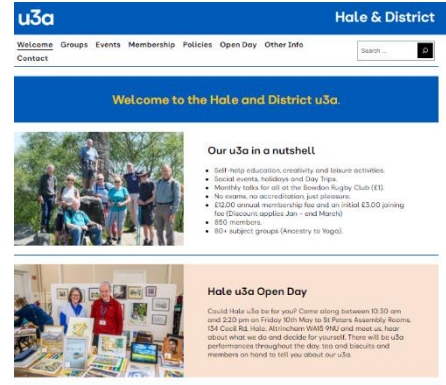 u3a
Hale & District
Welcome Groups Events Membership Policies Open Day Other Info
Contact
Search ...
Welcome to the Hale and District u3a.
Our u3a in a nutshell
Self-help education, creativity and leisure activities.
Social events, holidays and Day Trips.
Monthly talks for all at the Bowdon Rugby Club (£1).
No exams, no accreditation, just pleasure.
£12.00 annual membership fee and an initial £3.00 joining
fee (Discount applies Jan - end March)
850 members.
80+ subject groups (Ancestry to Yoga).
Hale u3a Open Day
Could Hale u3a be for you? Come along between 10:30 am
and 2:20 pm on Friday 10th May to St Peters Assembly Rooms,
134 Cecil Rd, Hale, Altrincham WA15 9NU and meet us, hear
about what we do and decide for yourself. There will be u3a
performances throughout the day, tea and biscuits and
members on hand to tell you about our u3a.